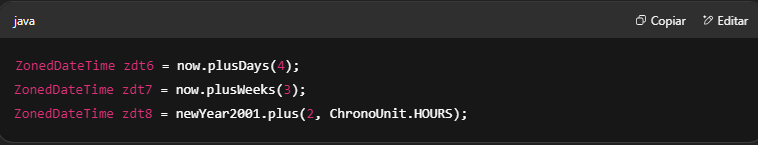 java Copiar Editar
ZonedDateTime zdt6 = now.plusDays(4);
ZonedDateTime zdt7 = now.plusWeeks(3);
ZonedDateTime zdt8 = newYear2001.plus(2, ChronoUnit.HOURS);